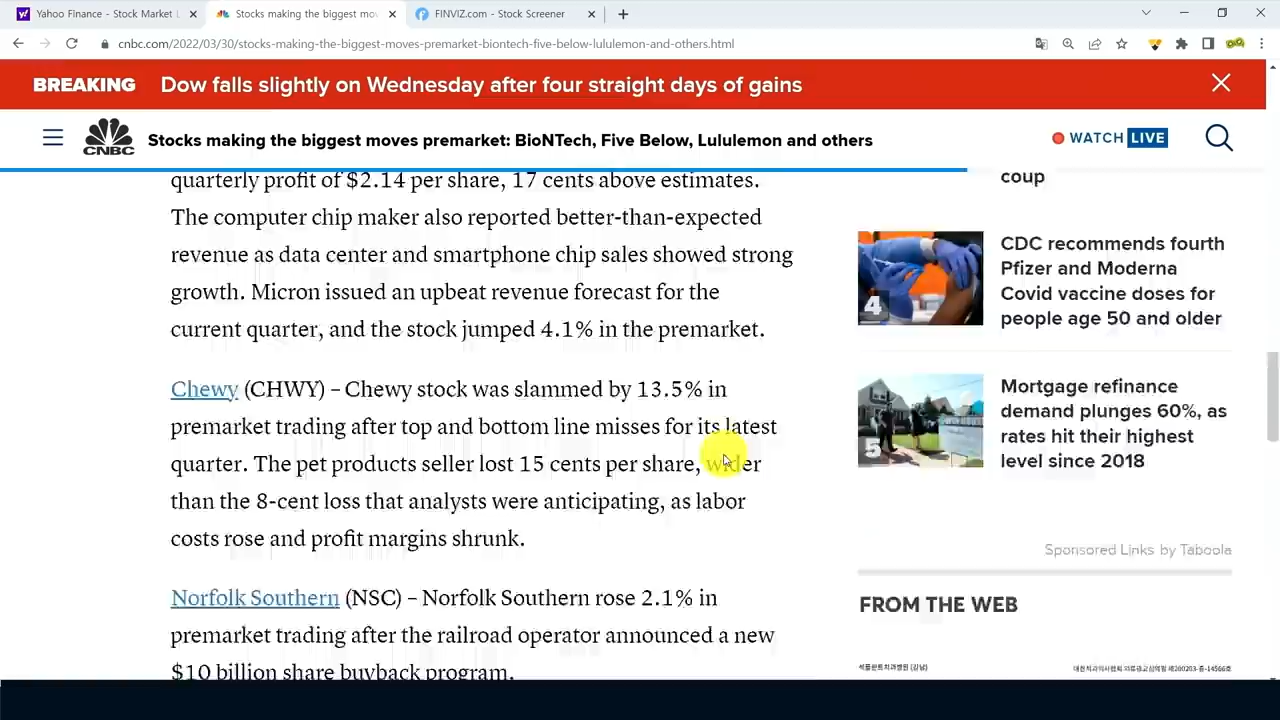 Yahoo Finance - Stock Market L
Stocks making the biggest mov
FINVIZ.com - Stock Screener
cnbc.com/2022/03/30/stocks-making-the-biggest-moves-premarket-biontech-five-below-lululemon-and-others.html
BREAKING Dow falls slightly on Wednesday after four straight days of gains
CNBC
Stocks making the biggest moves premarket: BioNTech, Five Below, Lululemon and others
WATCH LIVE
quarterly profit of $2.14 per share, 17 cents above estimates.
The computer chip maker also reported better-than-expected
revenue as data center and smartphone chip sales showed strong
growth. Micron issued an upbeat revenue forecast for the
current quarter, and the stock jumped 4.1% in the premarket.
Chewy (CHWY) – Chewy stock was slammed by 13.5% in
premarket trading after top and bottom line misses for its latest
quarter. The pet products seller lost 15 cents per share, wider
than the 8-cent loss that analysts were anticipating, as labor
costs rose and profit margins shrunk.
Norfolk Southern (NSC) – Norfolk Southern rose 2.1% in
premarket trading after the railroad operator announced a new
$10 billion share buyback program.
coup
4
CDC recommends fourth
Pfizer and Moderna
Covid vaccine doses for
people age 50 and older
5
Mortgage refinance
demand plunges 60%, as
rates hit their highest
level since 2018
Sponsored Links by Taboola
FROM THE WEB